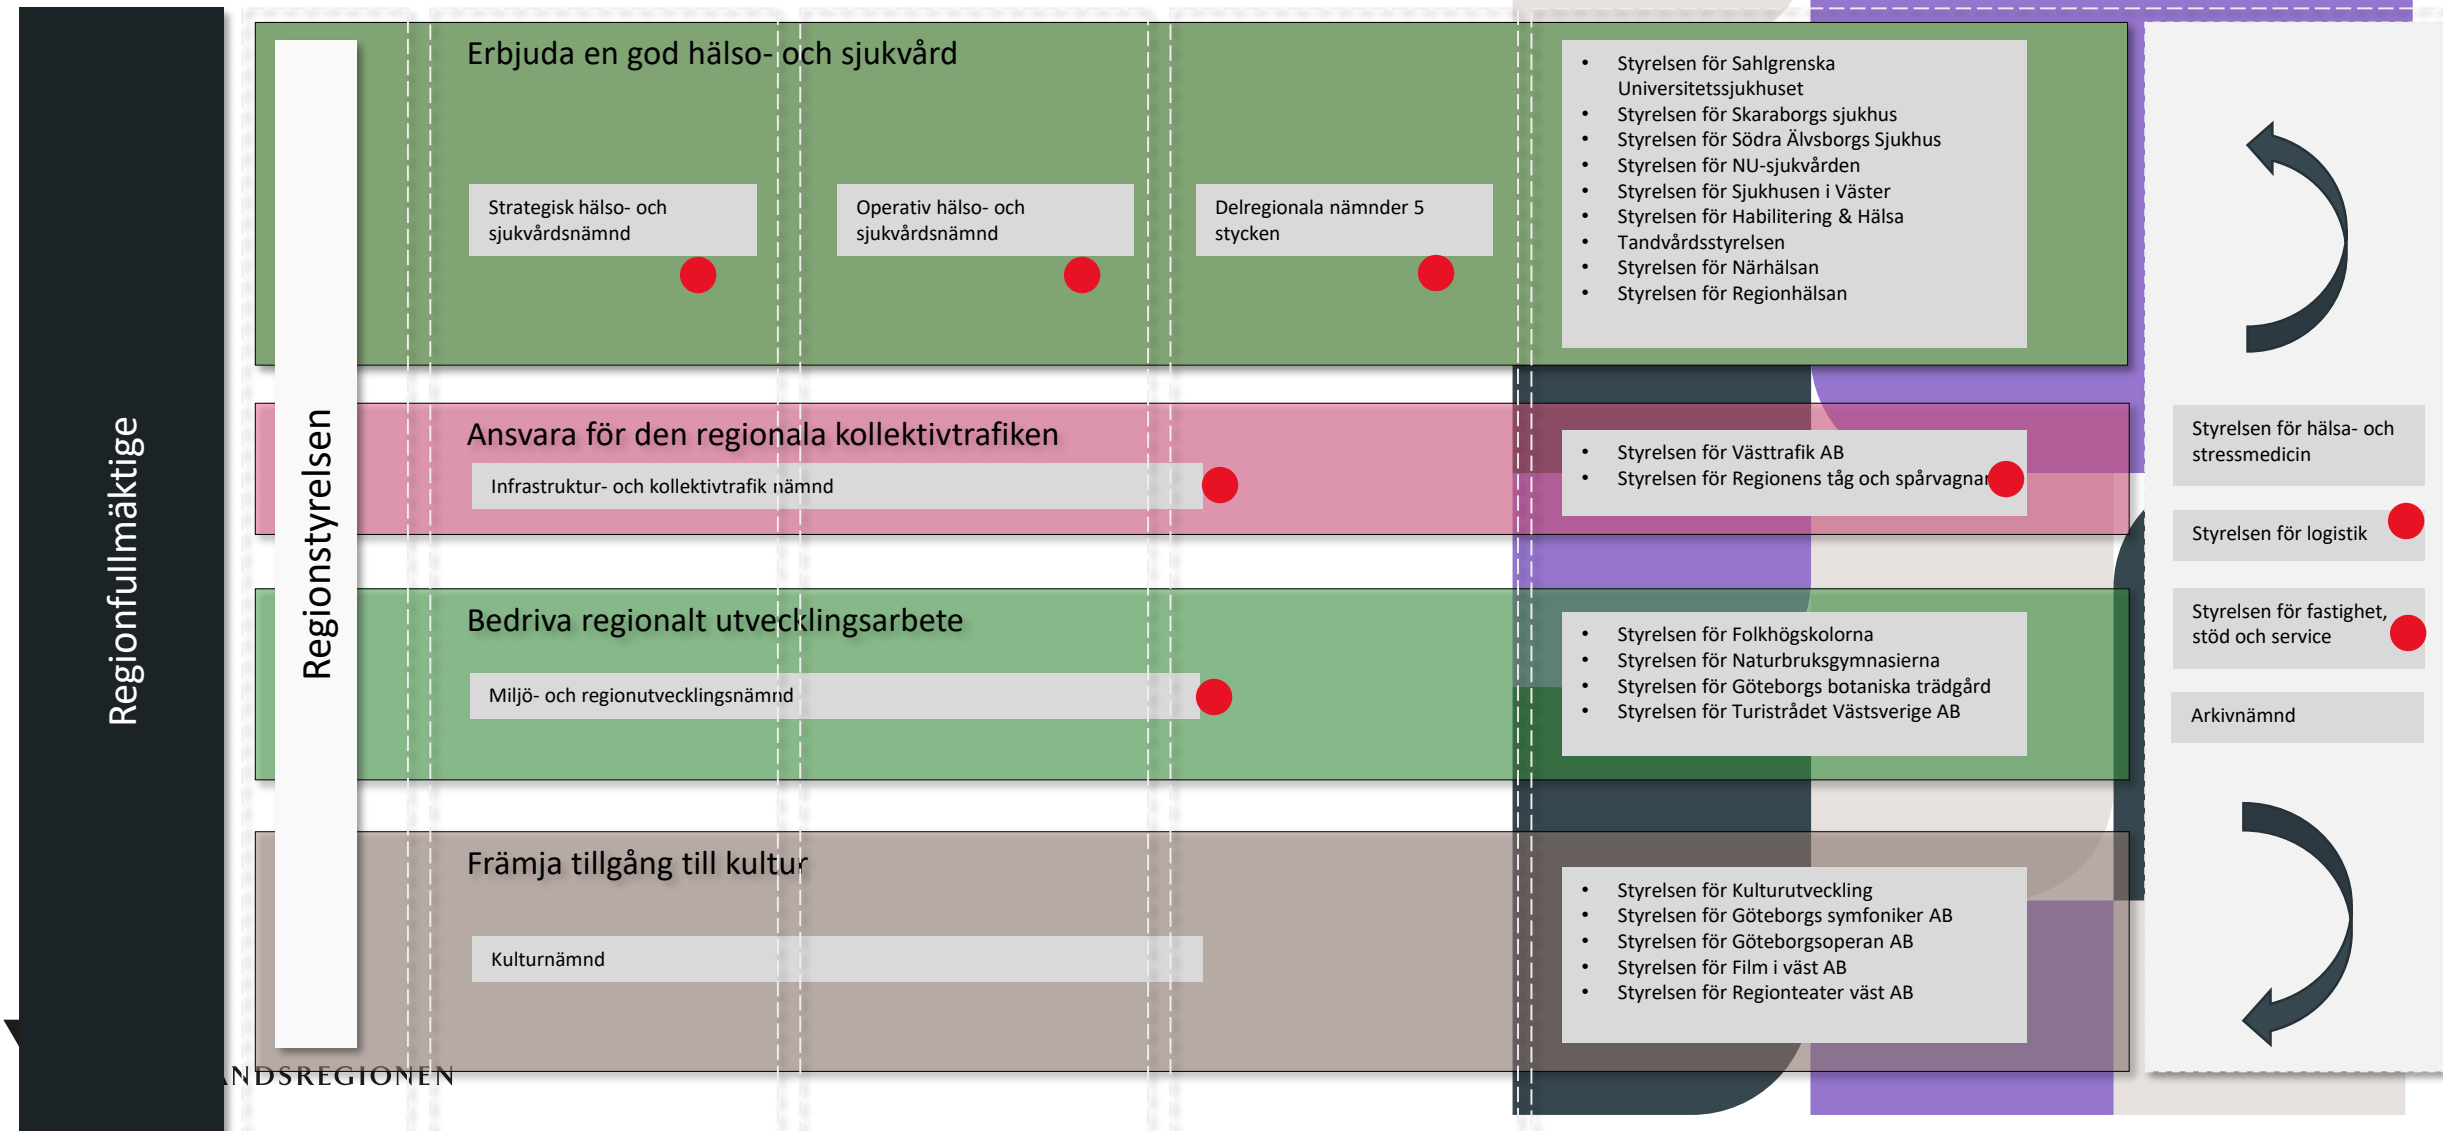 Regionfullmäktige
Regionstyrelsen
Erbjuda en god hälso- och sjukvård
Strategisk hälso- och
sjukvårdsnämnd
Operativ hälso- och
sjukvårdsnämnd
Delregionala nämnder 5
stycken
• Styrelsen för Sahlgrenska
Universitetssjukhuset
• Styrelsen för Skaraborgs sjukhus
• Styrelsen för Södra Älvsborgs Sjukhus
• Styrelsen för NU-sjukvården
• Styrelsen för Sjukhusen i Väster
• Styrelsen för Habilitering & Hälsa
• Tandvårdsstyrelsen
• Styrelsen för Närhälsan
• Styrelsen för Regionhälsan
Ansvara för den regionala kollektivtrafiken
Infrastruktur- och kollektivtrafik nämnd
• Styrelsen för Västtrafik AB
• Styrelsen för Regionens tåg och spårvagnar
Bedriva regionalt utvecklingsarbete
Miljö- och regionutvecklingsnämnd
• Styrelsen för Folkhögskolorna
• Styrelsen för Naturbruksgymnasierna
• Styrelsen för Göteborgs botaniska trädgård
• Styrelsen för Turistrådet Västsverige AB
Främja tillgång till kultur
Kulturnämnd
• Styrelsen för Kulturutveckling
• Styrelsen för Göteborgs symfoniker AB
• Styrelsen för Göteborgsoperan AB
• Styrelsen för Film i väst AB
• Styrelsen för Regionteater väst AB
Styrelsen för hälsa- och
stressmedicin
Styrelsen för logistik
Styrelsen för fastighet,
stöd och service
Arkivnämnd
NDSREGIONEN